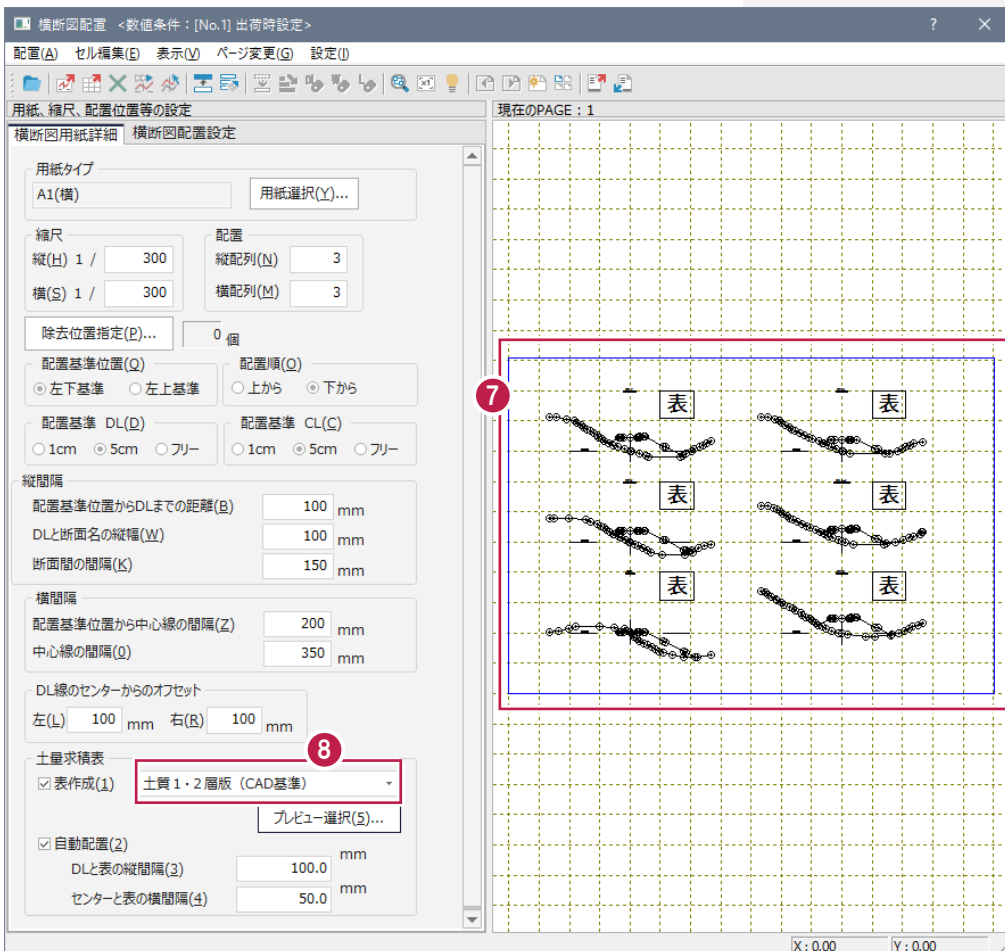 横断図配置 <数値条件：[No.1] 出荷時設定>
? ×
配置(A) セル編集(E) 表示(V) ページ変更(G) 設定(I)
用紙、縮尺、配置位置等の設定
現在のPAGE：1
横断図用紙詳細 横断図配置設定
用紙タイプ
A1(横) 用紙選択(Y)...
縮尺 配置
縦(H) 1 / 300 縦配列(N) 3
横(S) 1 / 300 横配列(M) 3
除去位置指定(P)... 0 個
配置基準位置(Q) 配置順(O)
左下基準 左上基準 上から 下から
配置基準 DL(D) 配置基準 CL(C)
1cm 5cm フリー 1cm 5cm フリー
縦間隔
配置基準位置からDLまでの距離(B) 100 mm
DLと断面名の縦幅(W) 100 mm
断面間の間隔(K) 150 mm
横間隔
配置基準位置から中心線の間隔(Z) 200 mm
中心線の間隔(0) 350 mm
DL線のセンターからのオフセット
左(L) 100 mm 右(R) 100 mm
8
土量求積表
表作成(1) 土質1・2層版（CAD基準）
プレビュー選択(5)...
自動配置(2)
DLと表の縦間隔(3) 100.0 mm
センターと表の横間隔(4) 50.0 mm
7
表 表
表 表
表 表
X : 0.00 Y : 0.00